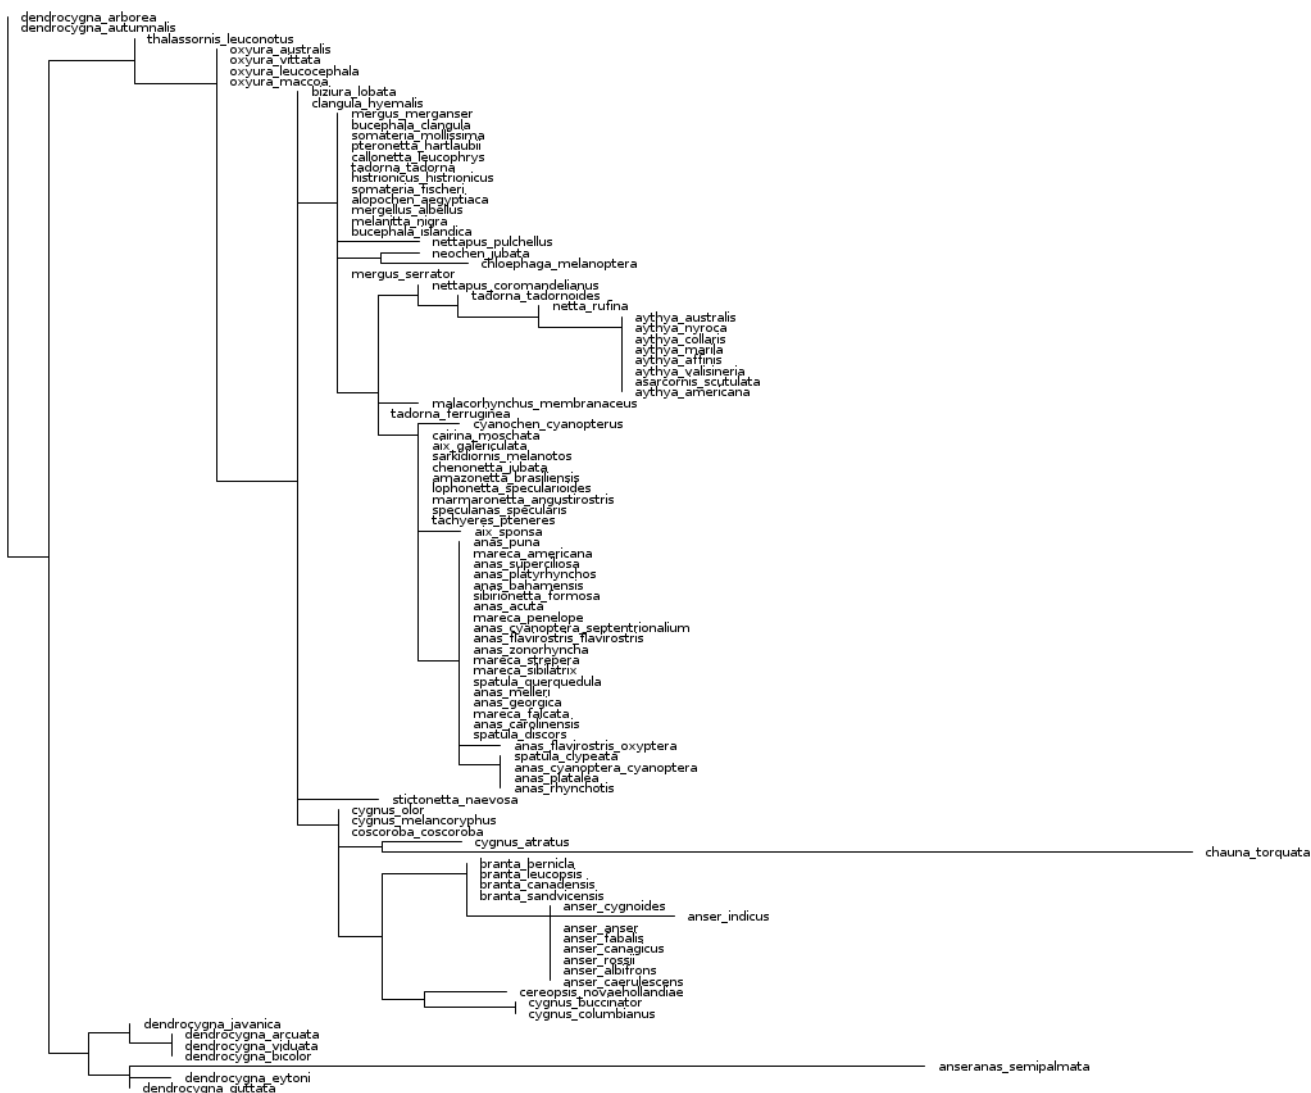 dendrocygna_arborea
dendrocygna_autumnalis
thalassornis_leuconotus
oxyura_australis
oxyura_vittata
oxyura_leucocephala
oxyura_maccoa
biziura_lobata
clangula_hyemalis
mergus_merganser
bucephala_clangula
somateria_mollissima
pteronetta_hartlaubii
callonetta_leucophrys
tadorna_tadorna
histrionicus_histrionicus
somateria_fischeri
alopochen_aegyptiaca
mergellus_albellus
melanitta_nigra
bucephala_islandica
nettapus_pulchellus
neochen_jubata
chloephaga_melanoptera
mergus_serrator
nettapus_coromandelianus
tadorna_tadornoides
netta_rufina
aythya_australis
aythya_nyroca
aythya_collaris
aythya_marila
aythya_affinis
aythya_valisineria
asarcornis_scutulata
aythya_americana
malacorhynchus_membranaceus
tadorna_ferruginea
cyanochen_cyanopterus
cairina_moschata
aix_galericulata
sarkidiornis_melanotos
chenonetta_jubata
amazonetta_brasiliensis
lophonetta_specularioides
marmaronetta_angustirostris
speculanas_specularis
tachyeres_pteneres
aix_sponsa
anas_puna
mareca_americana
anas_superciliosa
anas_platyrhynchos
anas_bahamensis
sibirionetta_formosa
anas_acuta
mareca_penelope
anas_cyanoptera_septentrionalium
anas_flavirostris_flavirostris
anas_zonorhyncha
mareca_strepera
mareca_sibilatrix
spatula_querquedula
anas_melleri
anas_georgica
mareca_falcata
anas_carolinensis
spatula_discors
anas_flavirostris_oxyptera
spatula_clypeata
anas_cyanoptera_cyanoptera
anas_platalea
anas_rhynchotis
stictonetta_naevosa
cygnus_olor
cygnus_melancoryphus
coscoroba_coscoroba
cygnus_atratus
chauna_torquata
branta_bernicla
branta_leucopsis
branta_canadensis
branta_sandvicensis
anser_cygnoides
anser_indicus
anser_anser
anser_fabalis
anser_canagicus
anser_rossii
anser_albifrons
anser_caerulescens
cereopsis_novaehollandiae
cygnus_buccinator
cygnus_columbianus
dendrocygna_javanica
dendrocygna_arcuata
dendrocygna_viduata
dendrocygna_bicolor
anseranas_semipalmata
dendrocygna_eytoni
dendrocygna_guttata